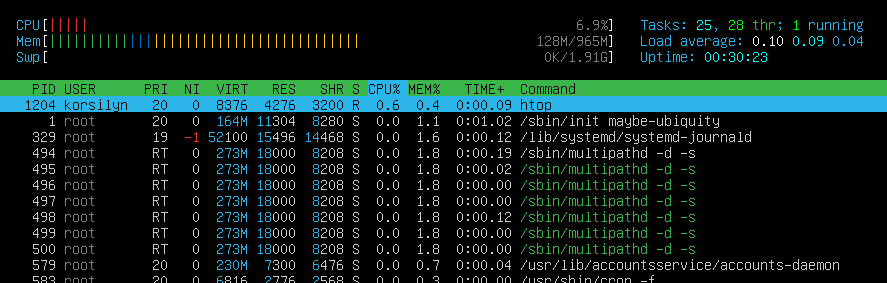 CPU[||||| 6.9%] Tasks: 25, 28 thr; 1 running
Mem[||||||||||||||||||||||||||||||||||||||| 128M/965M] Load average: 0.10 0.09 0.04
Swp[ 0K/1.91G] Uptime: 00:30:23
PID USER PRI NI VIRT RES SHR S CPU% MEM% TIME+ Command
1204 korsilyn 20 0 8376 4276 3200 R 0.6 0.4 0:00.09 htop
1 root 20 0 164M 11304 8280 S 0.0 1.1 0:01.02 /sbin/init maybe-ubiquity
329 root 19 -1 52100 15496 14468 S 0.0 1.6 0:00.12 /lib/systemd/systemd-journald
494 root RT 0 273M 18000 8208 S 0.0 1.8 0:00.19 /sbin/multipathd -d -s
495 root RT 0 273M 18000 8208 S 0.0 1.8 0:00.02 /sbin/multipathd -d -s
496 root RT 0 273M 18000 8208 S 0.0 1.8 0:00.00 /sbin/multipathd -d -s
497 root RT 0 273M 18000 8208 S 0.0 1.8 0:00.00 /sbin/multipathd -d -s
498 root RT 0 273M 18000 8208 S 0.0 1.8 0:00.12 /sbin/multipathd -d -s
499 root RT 0 273M 18000 8208 S 0.0 1.8 0:00.00 /sbin/multipathd -d -s
500 root RT 0 273M 18000 8208 S 0.0 1.8 0:00.00 /sbin/multipathd -d -s
579 root 20 0 230M 7300 6476 S 0.0 0.7 0:00.04 /usr/lib/accountsservice/accounts-daemon
583 root 20 0 6816 2776 2568 S 0.0 0.3 0:00.00 /usr/sbin/cron -f